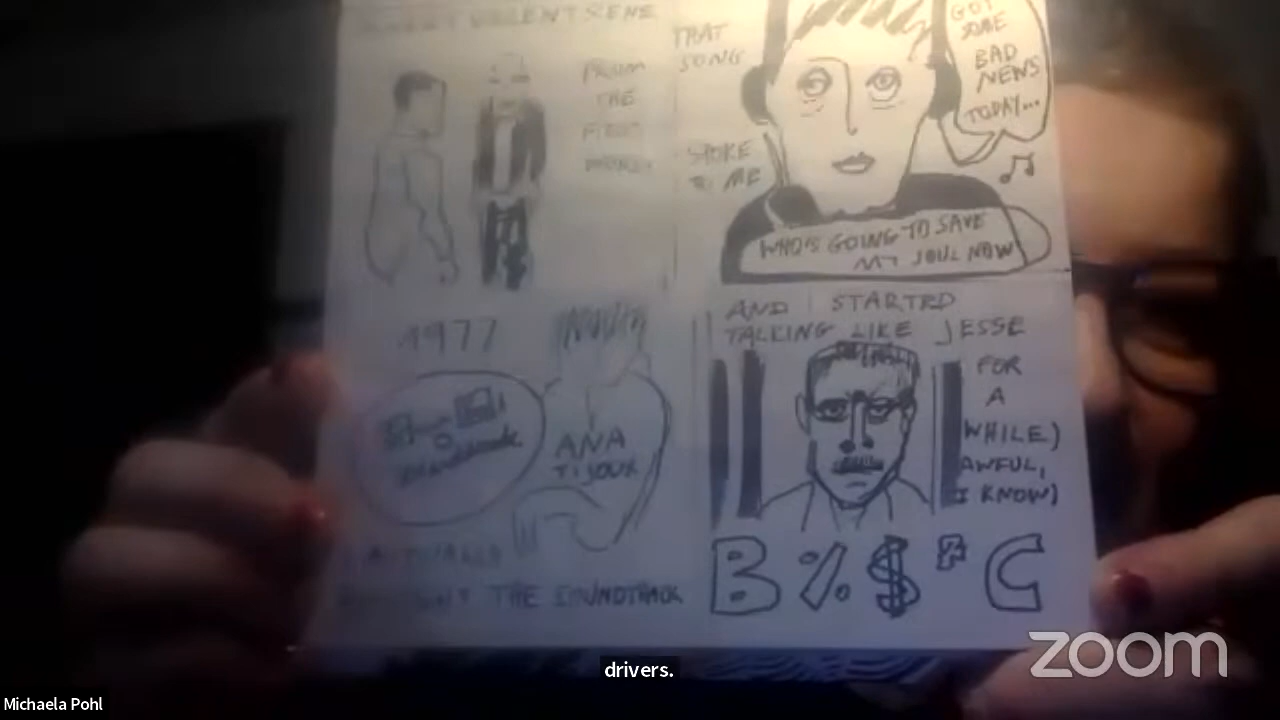 THAT
SONG
SPOKE
TO ME
GOT
SOME
BAD
NEWS
TODAY...
WHO'S GOING TO SAVE
MY SOUL NOW
FROM
THE
FIRST
1977
ANA
TIJOUX
THE SOUNDTRACK
AND I STARTED
TALKING LIKE JESSE
FOR
A
WHILE)
AWFUL,
I KNOW)
B%$*C
drivers.
zoom
Michaela Pohl